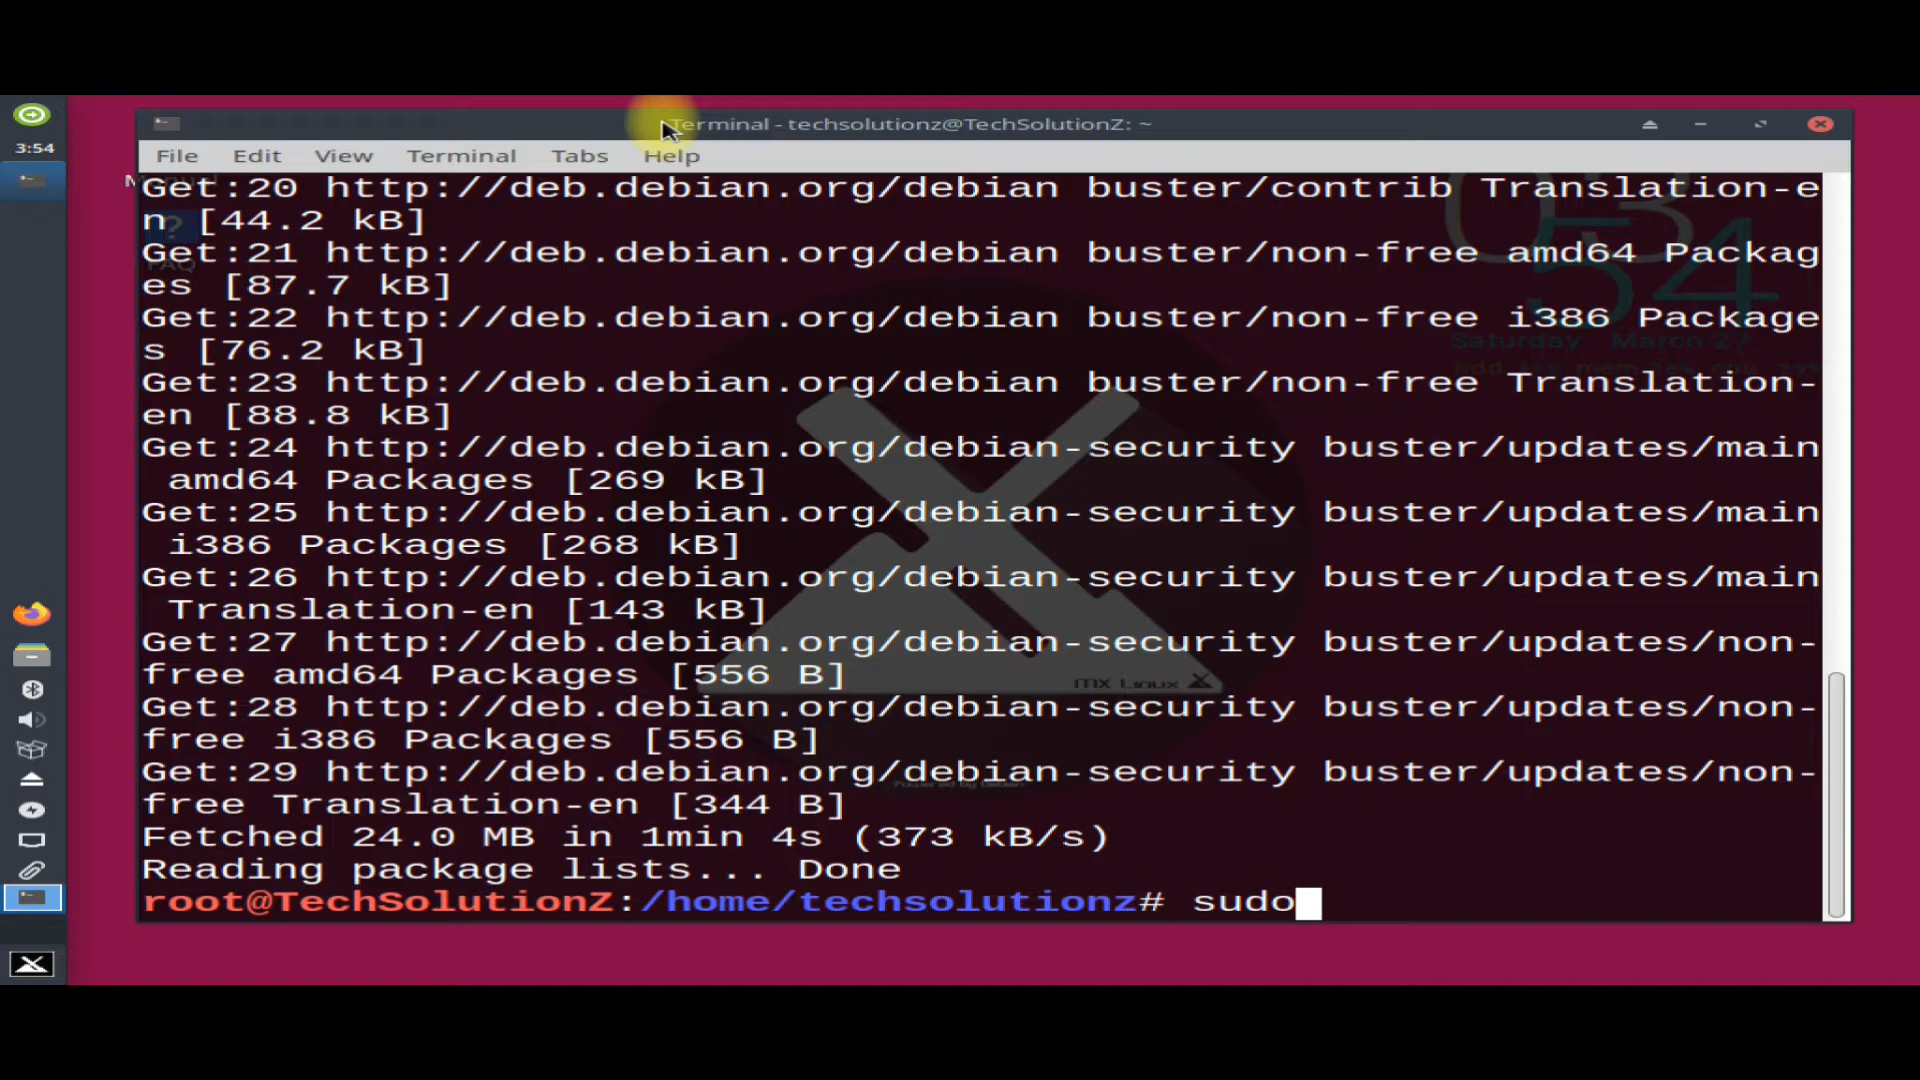 Terminal - techsolutionz@TechSolutionZ: ~
3:54
File Edit View Terminal Tabs Help
Get:20 http://deb.debian.org/debian buster/contrib Translation-e
n [44.2 kB]
Get:21 http://deb.debian.org/debian buster/non-free amd64 Packag
es [87.7 kB]
Get:22 http://deb.debian.org/debian buster/non-free i386 Package
s [76.2 kB]
Get:23 http://deb.debian.org/debian buster/non-free Translation-
en [88.8 kB]
Get:24 http://deb.debian.org/debian-security buster/updates/main
 amd64 Packages [269 kB]
Get:25 http://deb.debian.org/debian-security buster/updates/main
 i386 Packages [268 kB]
Get:26 http://deb.debian.org/debian-security buster/updates/main
 Translation-en [143 kB]
Get:27 http://deb.debian.org/debian-security buster/updates/non-
free amd64 Packages [556 B]
Get:28 http://deb.debian.org/debian-security buster/updates/non-
free i386 Packages [556 B]
Get:29 http://deb.debian.org/debian-security buster/updates/non-
free Translation-en [344 B]
Fetched 24.0 MB in 1min 4s (373 kB/s)
Reading package lists... Done
root@TechSolutionZ:/home/techsolutionz# sudo
FAQ
03
54
Saturday March 27
mx Linux